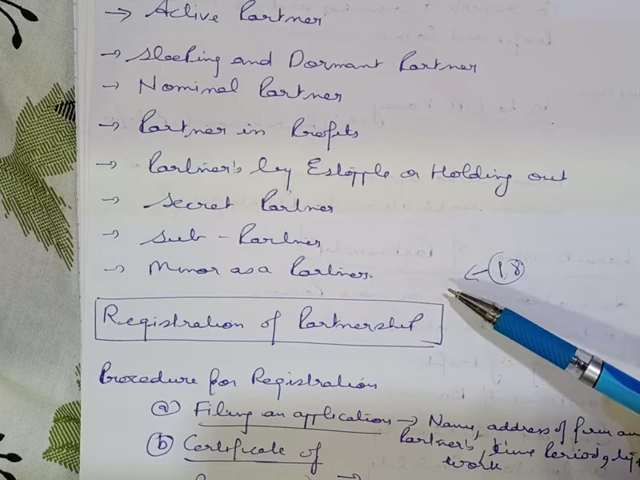 → Active Partner
→ Sleeping and Dormant Partner
→ Nominal Partner
→ Partner in Profits
→ Partner's by Estopple or Holding out
→ Secret Partner
→ Sub - Partner
→ Minor as a Partner. ← 18
Registration of Partnership
Procedure for Registration
ⓐ Filing an application → Name, address of firm
Partner's, time Period,
work
ⓑ Certificate of